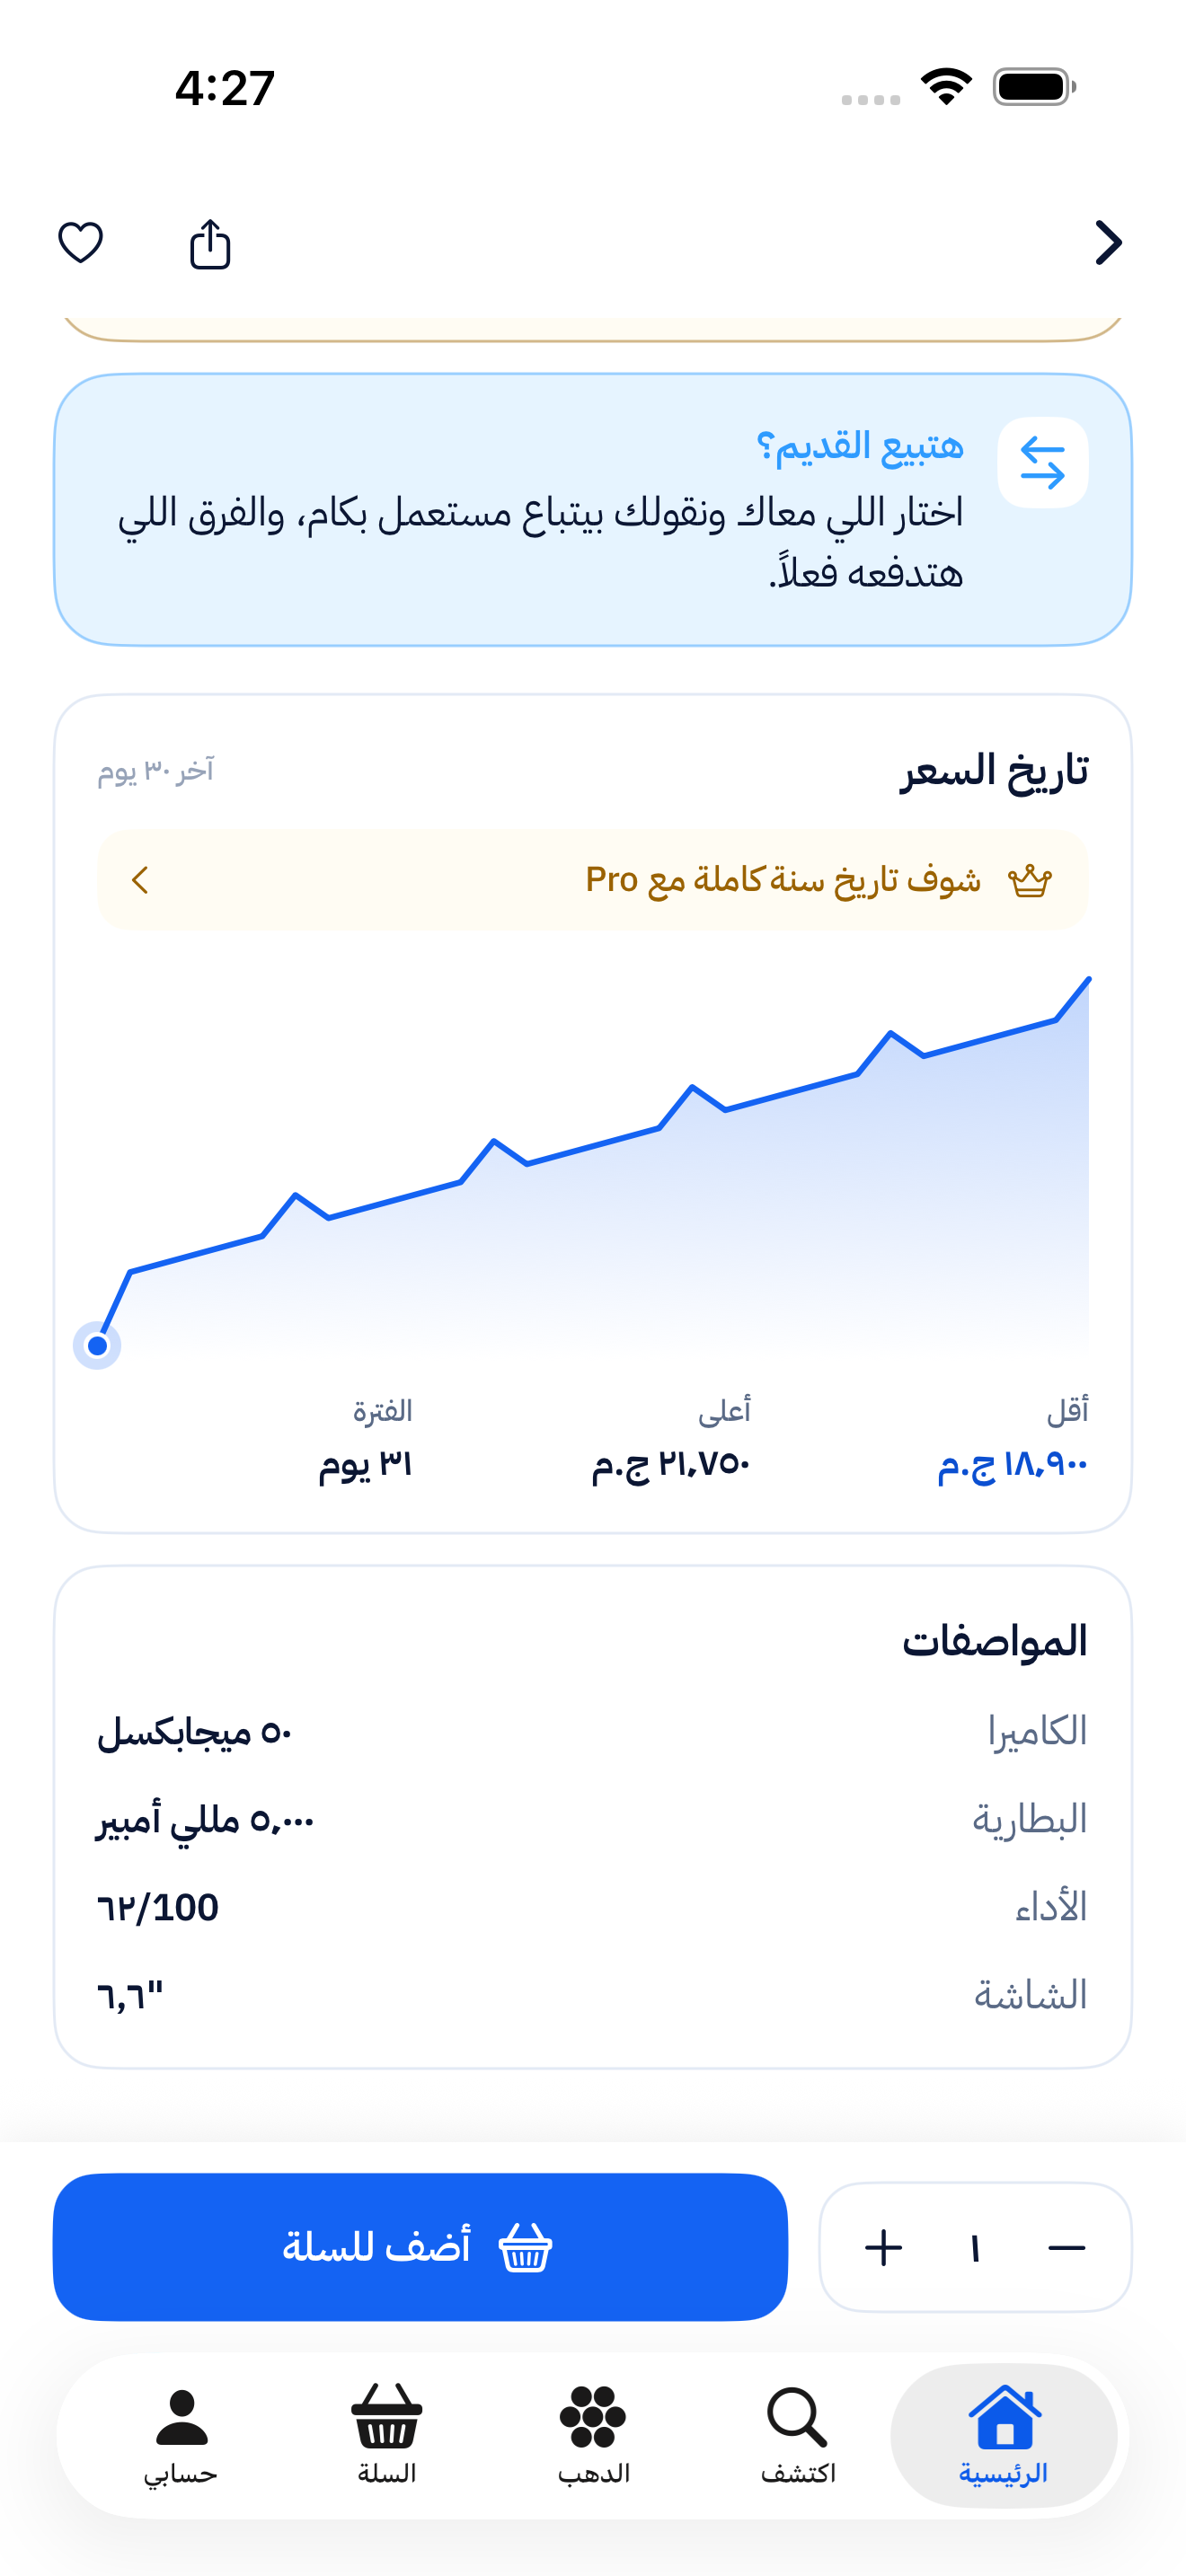 4:27
هتبيع القديم؟
اختار اللي معاك ونقولك بيتباع مستعمل بكام، والفرق اللي
هتدفعه فعلاً.
تاريخ السعر
آخر ٣٠ يوم
شوف تاريخ سنة كاملة مع Pro
أقل
أعلى
الفترة
١٨,٩٠٠ ج.م
٢١,٧٥٠ ج.م
٣١ يوم
المواصفات
الكاميرا
٥٠ ميجابكسل
البطارية
٥,٠٠٠ مللي أمبير
الأداء
٦٢/100
الشاشة
٦,٦"
١
أضف للسلة
الرئيسية
اكتشف
الدهب
السلة
حسابي